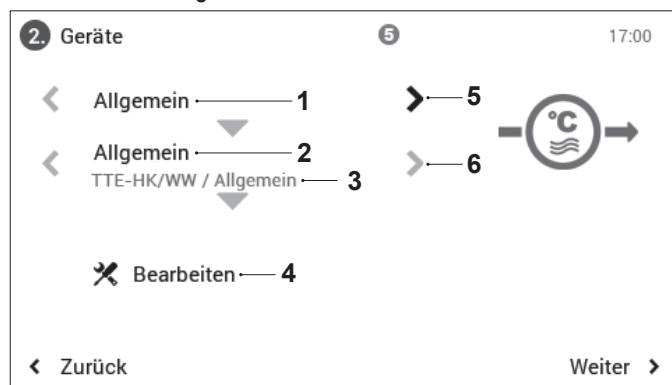 2. Geräte 5 17:00
Allgemein 1 5
Allgemein 2 6
TTE-HK/WW / Allgemein 3
°C
Bearbeiten 4
Zurück Weiter